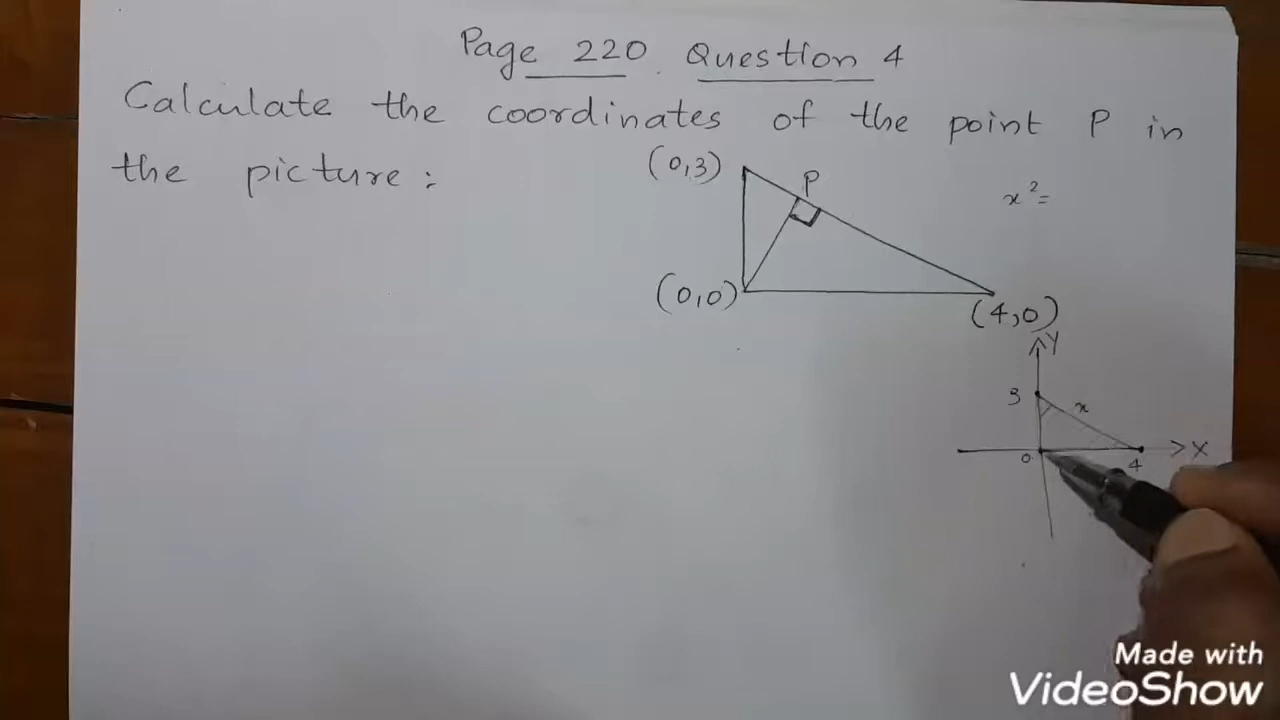 Page 220 Question 4
Calculate the coordinates of the point P in
the picture:
(0,3)
P
x²=
(0,0)
(4,0)
Y
3
x
X
0
4
Made with
VideoShow